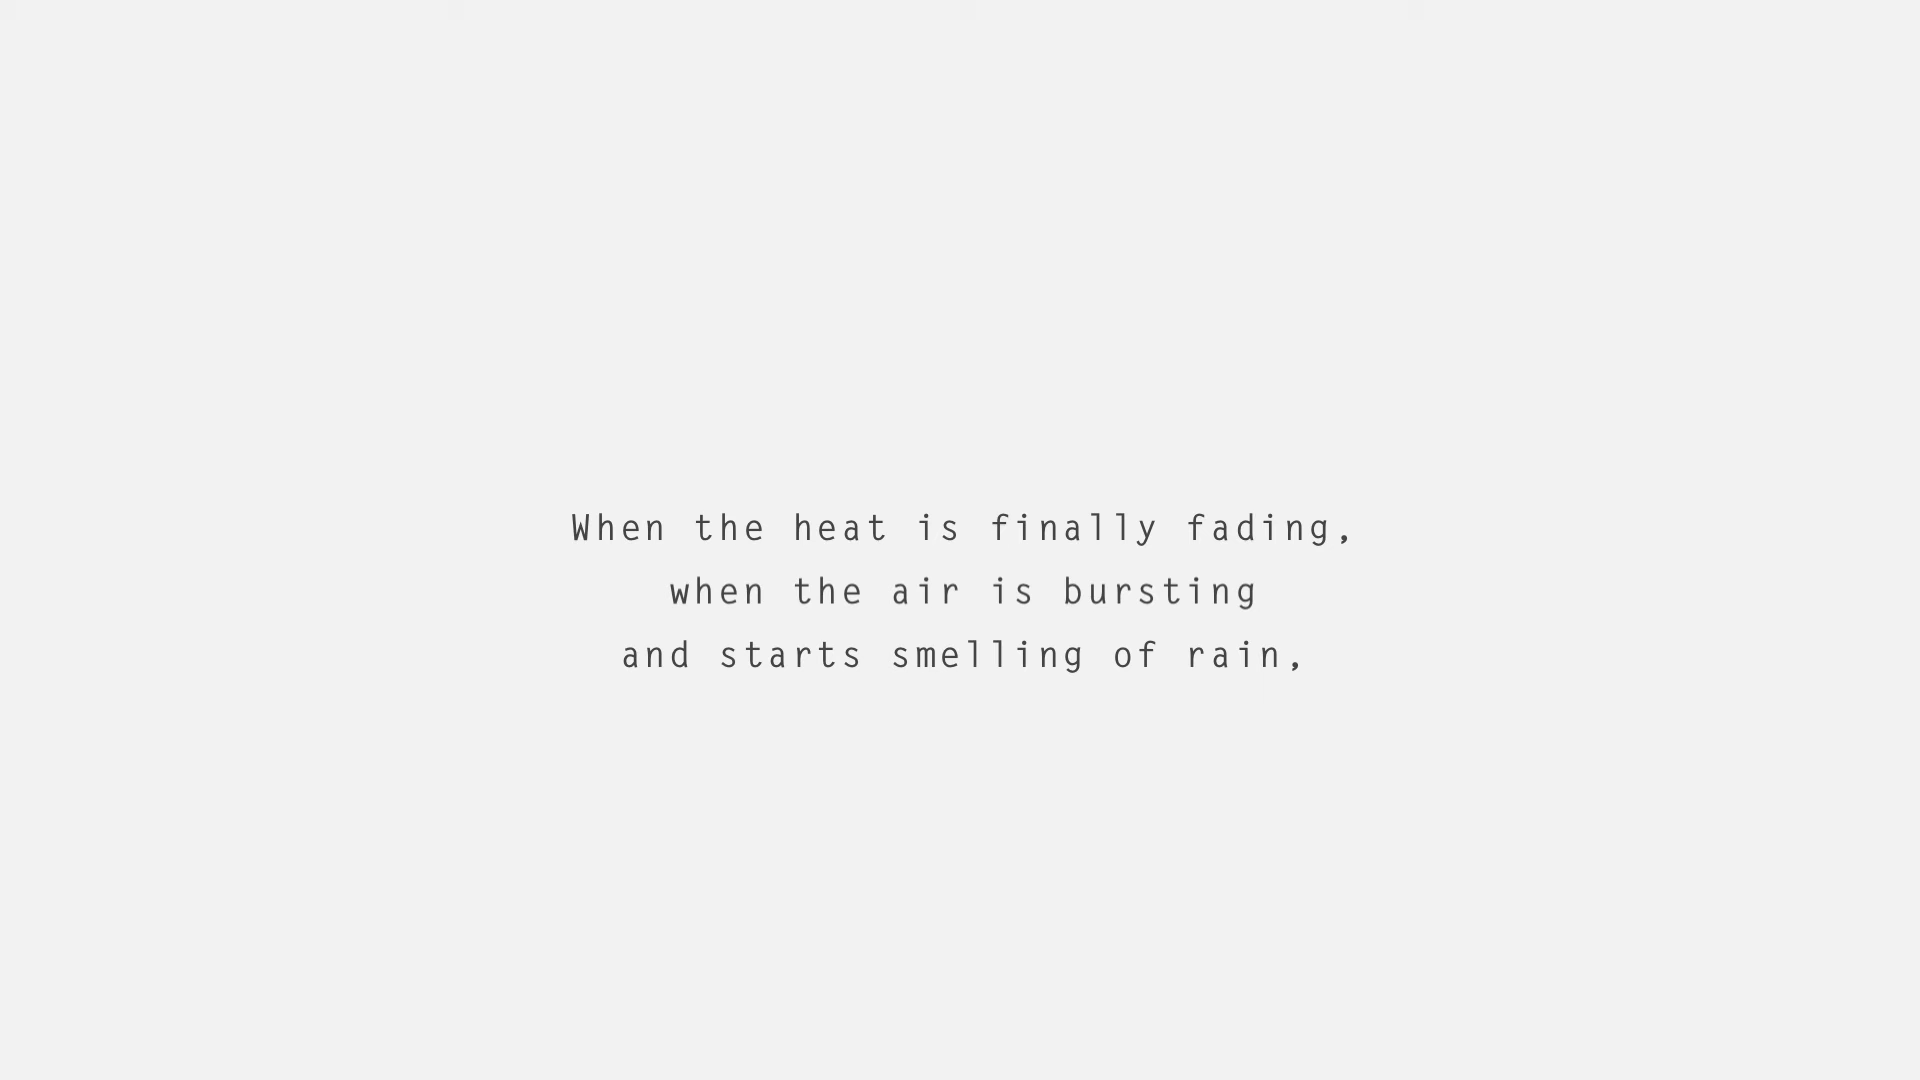 When the heat is finally fading,
when the air is bursting
and starts smelling of rain,